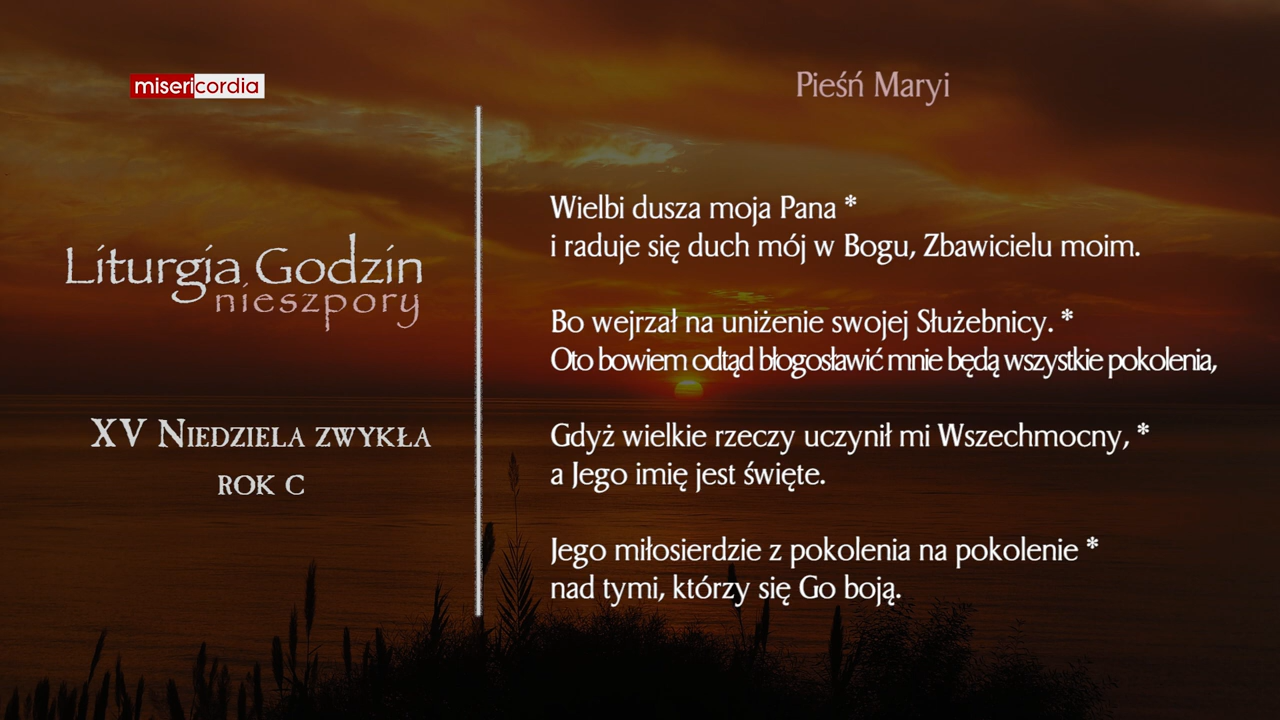 misericordia
Liturgia Godzin
nieszpory
XV Niedziela zwykła
rok C
Pieśń Maryi
Wielbi dusza moja Pana *
i raduje się duch mój w Bogu, Zbawicielu moim.
Bo wejrzał na uniżenie swojej Służebnicy. *
Oto bowiem odtąd błogosławić mnie będą wszystkie pokolenia,
Gdyż wielkie rzeczy uczynił mi Wszechmocny, *
a Jego imię jest święte.
Jego miłosierdzie z pokolenia na pokolenie *
nad tymi, którzy się Go boją.